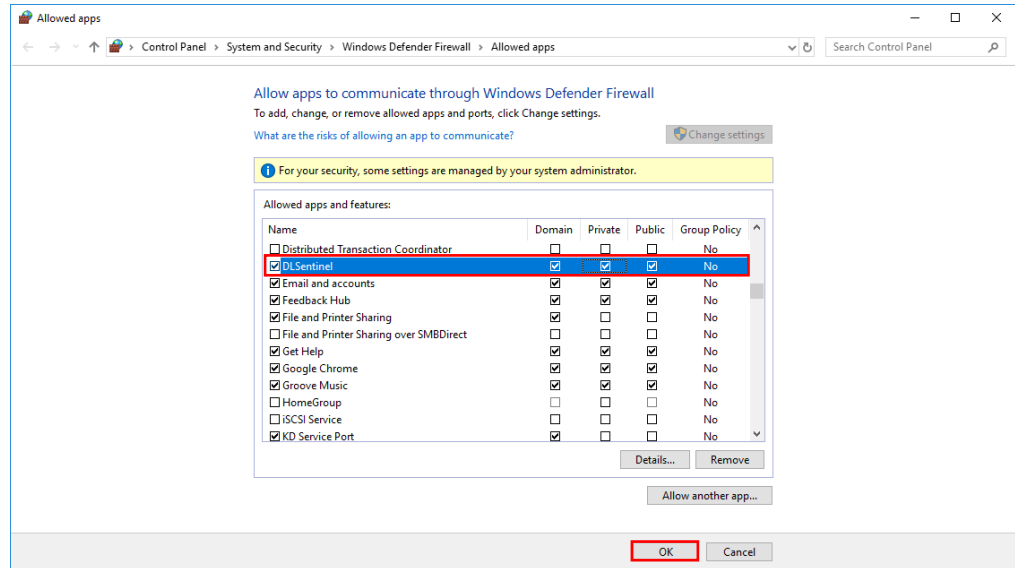 Allowed apps
Control Panel > System and Security > Windows Defender Firewall > Allowed apps
Search Control Panel
Allow apps to communicate through Windows Defender Firewall
To add, change, or remove allowed apps and ports, click Change settings.
What are the risks of allowing an app to communicate?
Change settings
For your security, some settings are managed by your system administrator.
Allowed apps and features:
Name Domain Private Public Group Policy
Distributed Transaction Coordinator No
DLSentinel No
Email and accounts No
Feedback Hub No
File and Printer Sharing No
File and Printer Sharing over SMBDirect No
Get Help No
Google Chrome No
Groove Music No
HomeGroup No
iSCSI Service No
KD Service Port No
Details... Remove
Allow another app...
OK Cancel